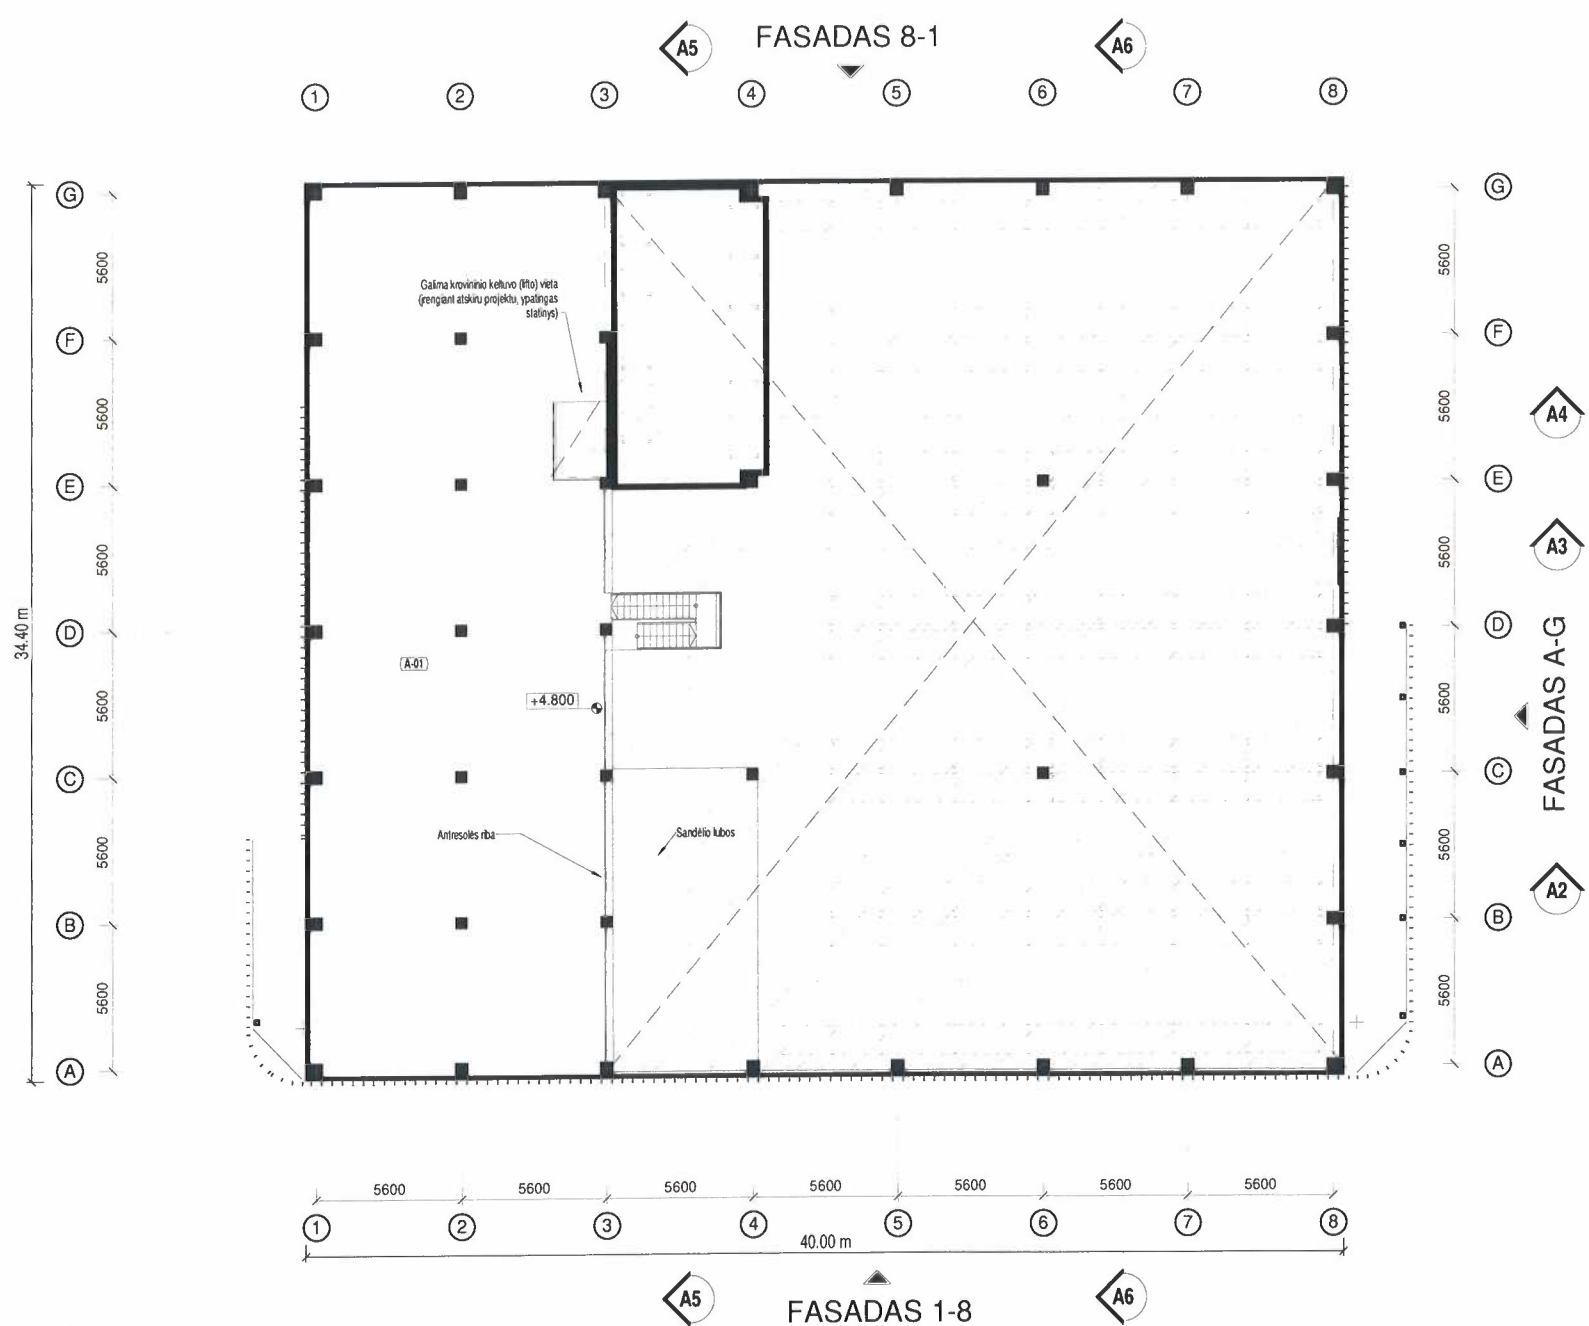 A5
FASADAS 8-1
A6
1 2 3 4 5 6 7 8
G
G
5600
5600
Galima krovininio keltuvo (lifto) vieta
(įrengiant atskiru projektu, ypatingas
statinys)
F
F
5600
5600
A4
E
E
5600
5600
A3
34.40 m
D
D
A-01
+4.800
5600
5600
FASADAS A-G
C
C
Antresolės riba
Sandėlio lubos
5600
5600
A2
B
B
5600
5600
A
A
5600 5600 5600 5600 5600 5600 5600
1 2 3 4 5 6 7 8
40.00 m
A5
FASADAS 1-8
A6